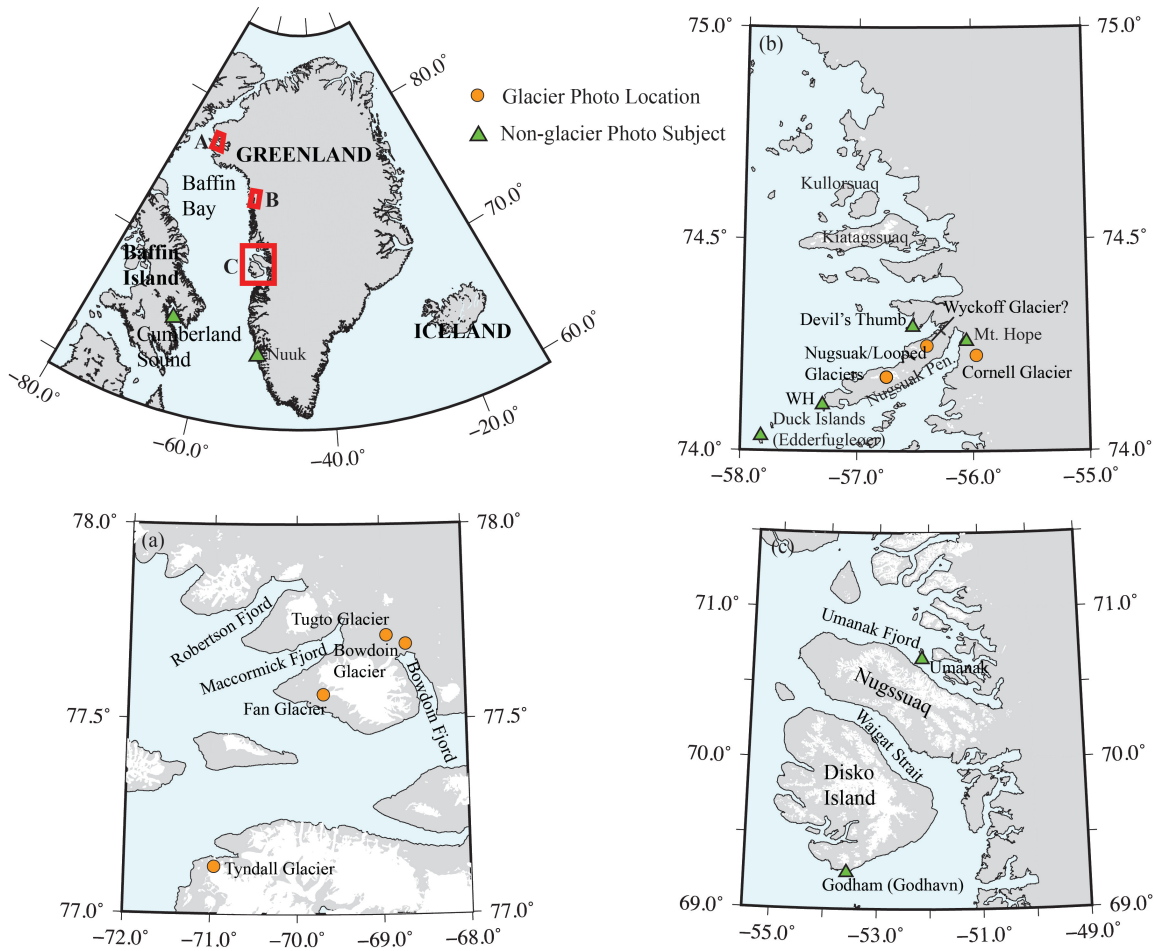 80.0°
70.0°
60.0°
−80.0°
−60.0°
−40.0°
−20.0°
A
GREENLAND
Baffin
Bay
B
Baffin
Island
C
Cumberland
Sound
Nuuk
ICELAND
Glacier Photo Location
Non-glacier Photo Subject
75.0°
(b)
75.0°
Kullorsuaq
74.5°
Kiatagssuaq
74.5°
Wyckoff Glacier?
Devil's Thumb
Mt. Hope
Nugsuak/Looped
Glaciers
Nugsuak Pen.
Cornell Glacier
WH
Duck Islands
(Edderfugleoer)
74.0°
74.0°
−58.0°
−57.0°
−56.0°
−55.0°
78.0°
(a)
78.0°
Robertson Fjord
Tugto Glacier
Maccormick Fjord
Bowdoin
Glacier
Fan Glacier
Bowdom Fjord
77.5°
77.5°
Tyndall Glacier
77.0°
77.0°
−72.0°
−71.0°
−70.0°
−69.0°
−68.0°
(c)
71.0°
71.0°
Umanak Fjord
Umanak
Nugssuaq
Waigat Strait
70.0°
70.0°
Disko
Island
Godham (Godhavn)
69.0°
69.0°
−55.0°
−53.0°
−51.0°
−49.0°